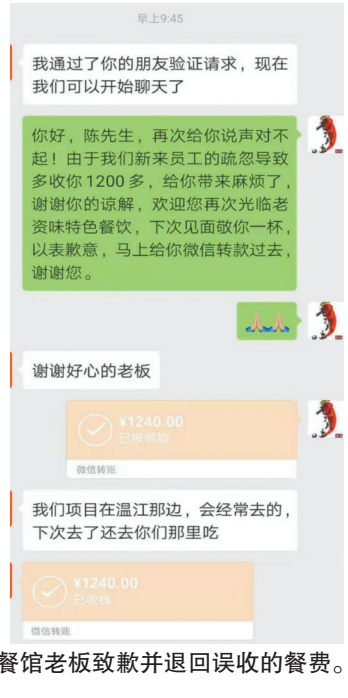 早上9:45
我通过了你的朋友验证请求，现在
我们可以开始聊天了
你好，陈先生，再次给你说声对不
起！由于我们新来员工的疏忽导致
多收你1200多，给你带来麻烦了，
谢谢你的谅解，欢迎您再次光临老
资味特色餐饮，下次见面敬你一杯，
以表歉意，马上给你微信转款过去，
谢谢您。
谢谢好心的老板
¥1240.00
已被领取
微信转账
我们项目在温江那边，会经常去的，
下次去了还去你们那里吃
¥1240.00
已收钱
微信转账
餐馆老板致歉并退回误收的餐费。